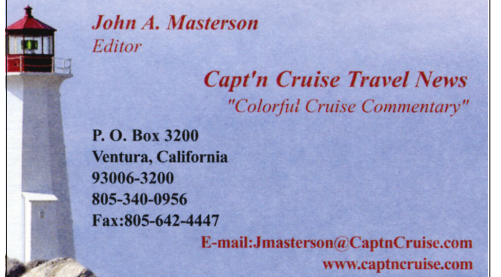 John A. Masterson
Editor
Capt'n Cruise Travel News
"Colorful Cruise Commentary"
P. O. Box 3200
Ventura, California
93006-3200
805-340-0956
Fax:805-642-4447
E-mail:Jmasterson@CaptnCruise.com
www.captncruise.com